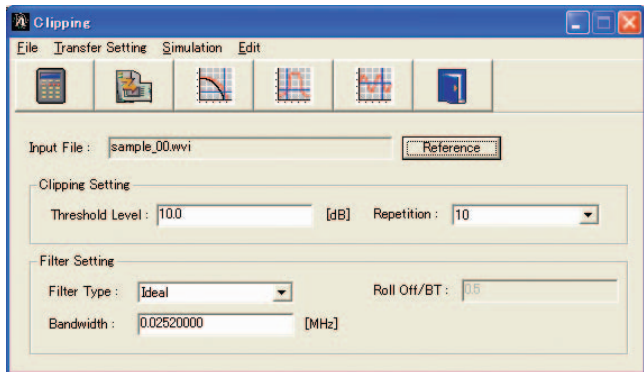 Clipping
File Transfer Setting Simulation Edit
Input File : sample_00.wvi Reference
Clipping Setting
Threshold Level : 10.0 [dB] Repetition : 10
Filter Setting
Filter Type : Ideal Roll Off/BT : 0.5
Bandwidth : 0.02520000 [MHz]